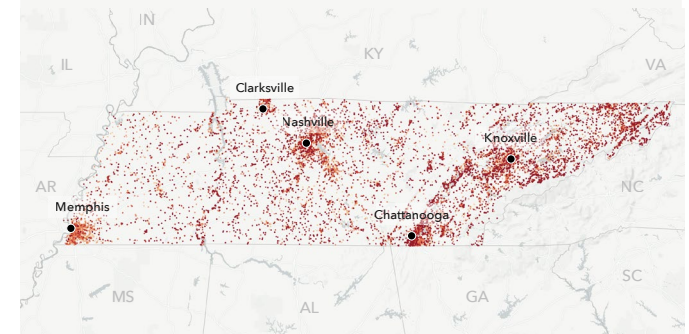 IN
KY
IL
VA
Clarksville
Nashville
Knoxville
AR
NC
Memphis
Chattanooga
SC
MS
AL
GA